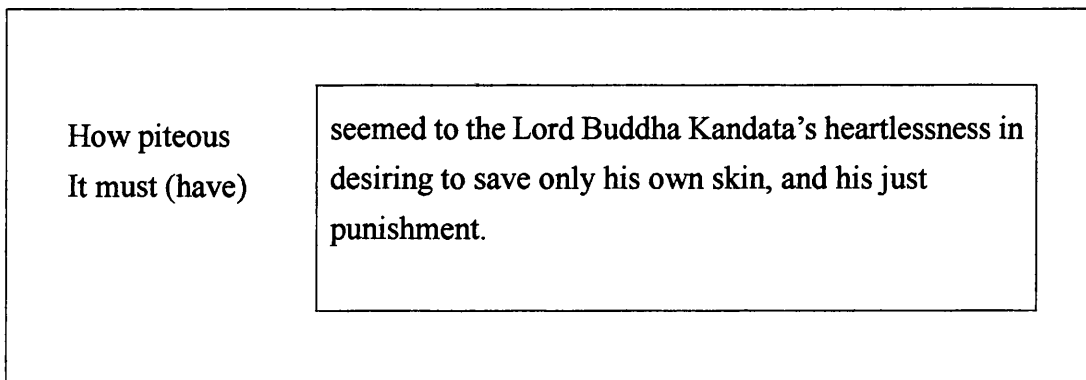 How piteous
It must (have)
seemed to the Lord Buddha Kandata's heartlessness in
desiring to save only his own skin, and his just
punishment.